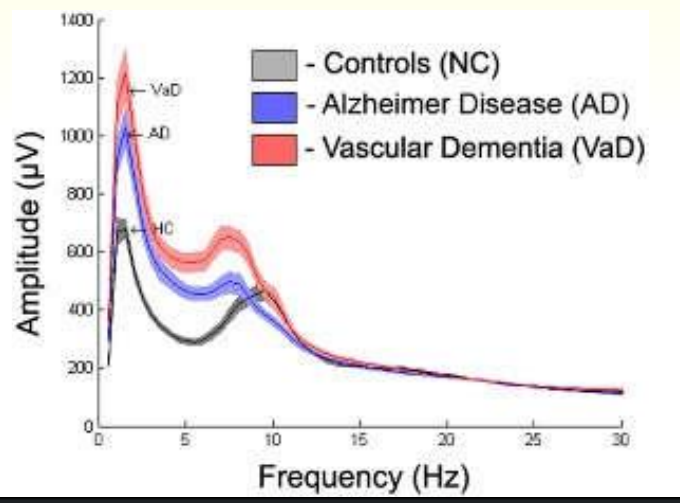 1400
1200
1000
800
600
400
200
0
Amplitude (µV)
- Controls (NC)
- Alzheimer Disease (AD)
- Vascular Dementia (VaD)
VaD
AD
HC
0 5 10 15 20 25 30
Frequency (Hz)